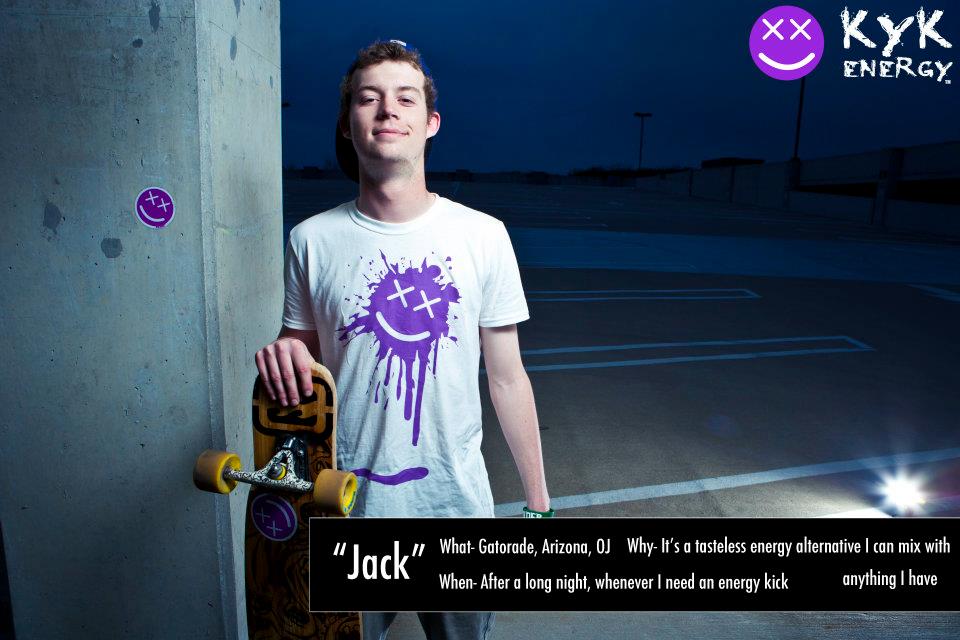 KYK
ENERGY™
"Jack"
What- Gatorade, Arizona, OJ
Why- It's a tasteless energy alternative I can mix with
anything I have
When- After a long night, whenever I need an energy kick